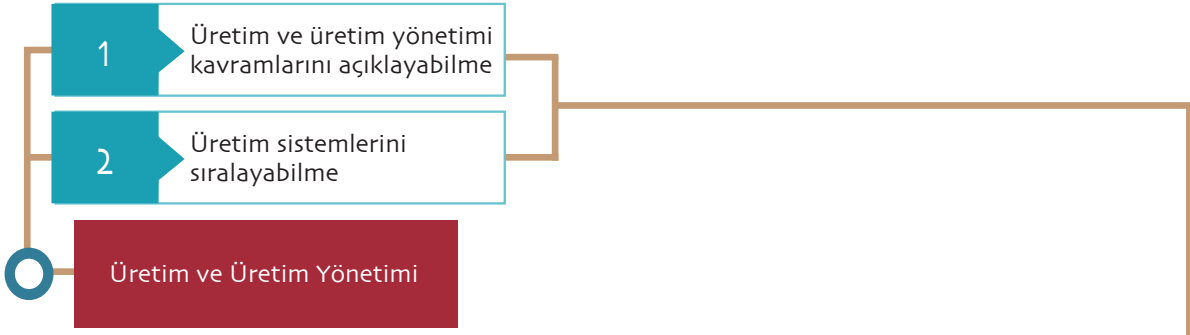 1
Üretim ve üretim yönetimi
kavramlarını açıklayabilme
2
Üretim sistemlerini
sıralayabilme
Üretim ve Üretim Yönetimi